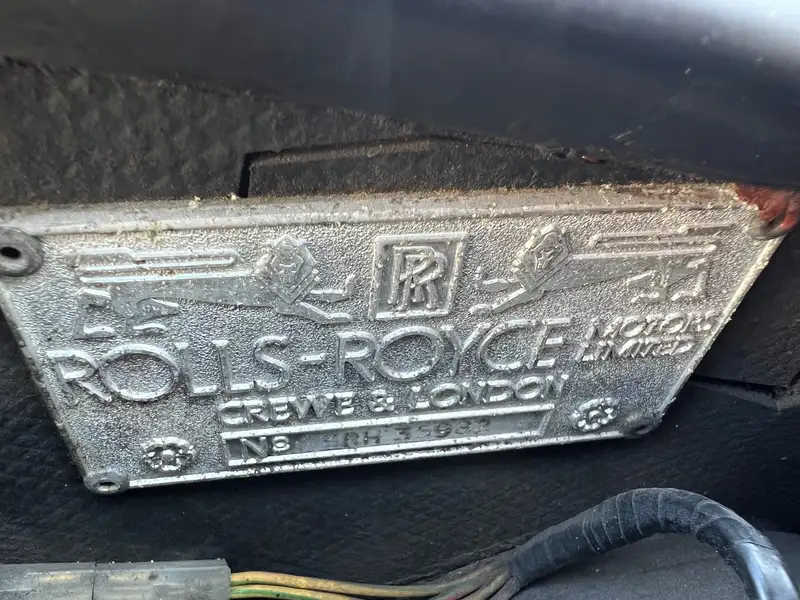 RR
ROLLS-ROYCE MOTORS LIMITED
CREWE & LONDON
No